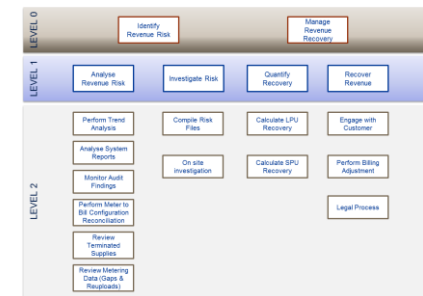 LEVEL 0
Identify
Revenue Risk
Manage
Revenue
Recovery
LEVEL 1
Analyse
Revenue Risk
Investigate Risk
Quantify
Recovery
Recover
Revenue
LEVEL 2
Perform Trend
Analysis
Compile Risk
Files
Calculate LPU
Recovery
Engage with
Customer
Analyse System
Reports
On site
investigation
Calculate SPU
Recovery
Perform Billing
Adjustment
Monitor Audit
Findings
Perform Meter to
Bill Configuration
Reconciliation
Legal Process
Review
Terminated
Supplies
Review Metering
Data (Gaps &
Reuploads)